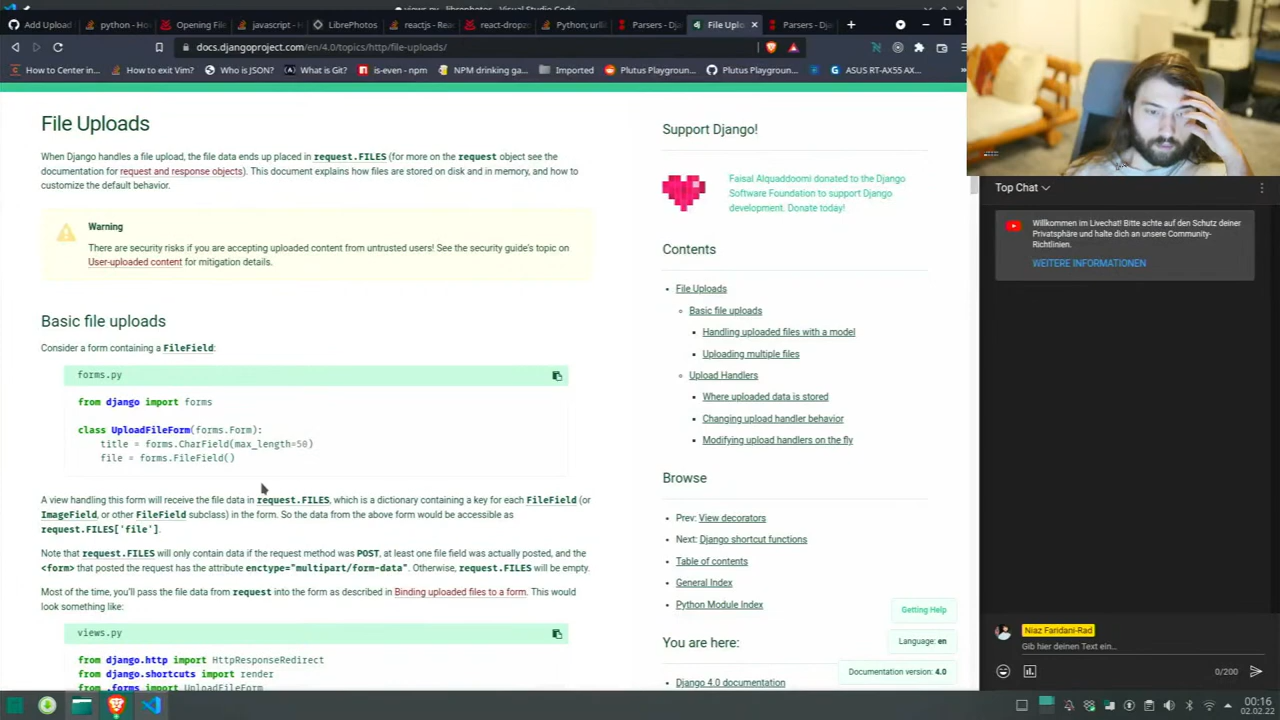 views.py - librephotos - Visual Studio Code
Add Upload
python - Ho
Opening Fil
javascript - H
LibrePhotos
reactjs - Rea
react-dropz
Python; urlli
Parsers - Dja
File Uplo
Parsers - Dja
docs.djangoproject.com/en/4.0/topics/http/file-uploads/
How to Center in...
How to exit Vim?
Who is JSON?
What is Git?
is-even - npm
NPM drinking ga...
Imported
Plutus Playgroun...
Plutus Playgroun...
ASUS RT-AX55 AX...
File Uploads
When Django handles a file upload, the file data ends up placed in request.FILES (for more on the request object see the
documentation for request and response objects). This document explains how files are stored on disk and in memory, and how to
customize the default behavior.
Warning
There are security risks if you are accepting uploaded content from untrusted users! See the security guide's topic on
User-uploaded content for mitigation details.
Basic file uploads
Consider a form containing a FileField:
forms.py
from django import forms
class UploadFileForm(forms.Form):
title = forms.CharField(max_length=50)
file = forms.FileField()
A view handling this form will receive the file data in request.FILES, which is a dictionary containing a key for each FileField (or
ImageField, or other FileField subclass) in the form. So the data from the above form would be accessible as
request.FILES['file'].
Note that request.FILES will only contain data if the request method was POST, at least one file field was actually posted, and the
<form> that posted the request has the attribute enctype="multipart/form-data". Otherwise, request.FILES will be empty.
Most of the time, you'll pass the file data from request into the form as described in Binding uploaded files to a form. This would
look something like:
views.py
from django.http import HttpResponseRedirect
from django.shortcuts import render
from .forms import UploadFileForm
Support Django!
Faisal Alquaddoomi donated to the Django
Software Foundation to support Django
development. Donate today!
Contents
File Uploads
Basic file uploads
Handling uploaded files with a model
Uploading multiple files
Upload Handlers
Where uploaded data is stored
Changing upload handler behavior
Modifying upload handlers on the fly
Browse
Prev: View decorators
Next: Django shortcut functions
Table of contents
General Index
Python Module Index
You are here:
Django 4.0 documentation
Getting Help
Language: en
Documentation version: 4.0
Top Chat
Willkommen im Livechat! Bitte achte auf den Schutz deiner
Privatsphäre und halte dich an unsere Community-
Richtlinien.
WEITERE INFORMATIONEN
Niaz Faridani-Rad
Gib hier deinen Text ein...
0/200
00:16
02.02.22